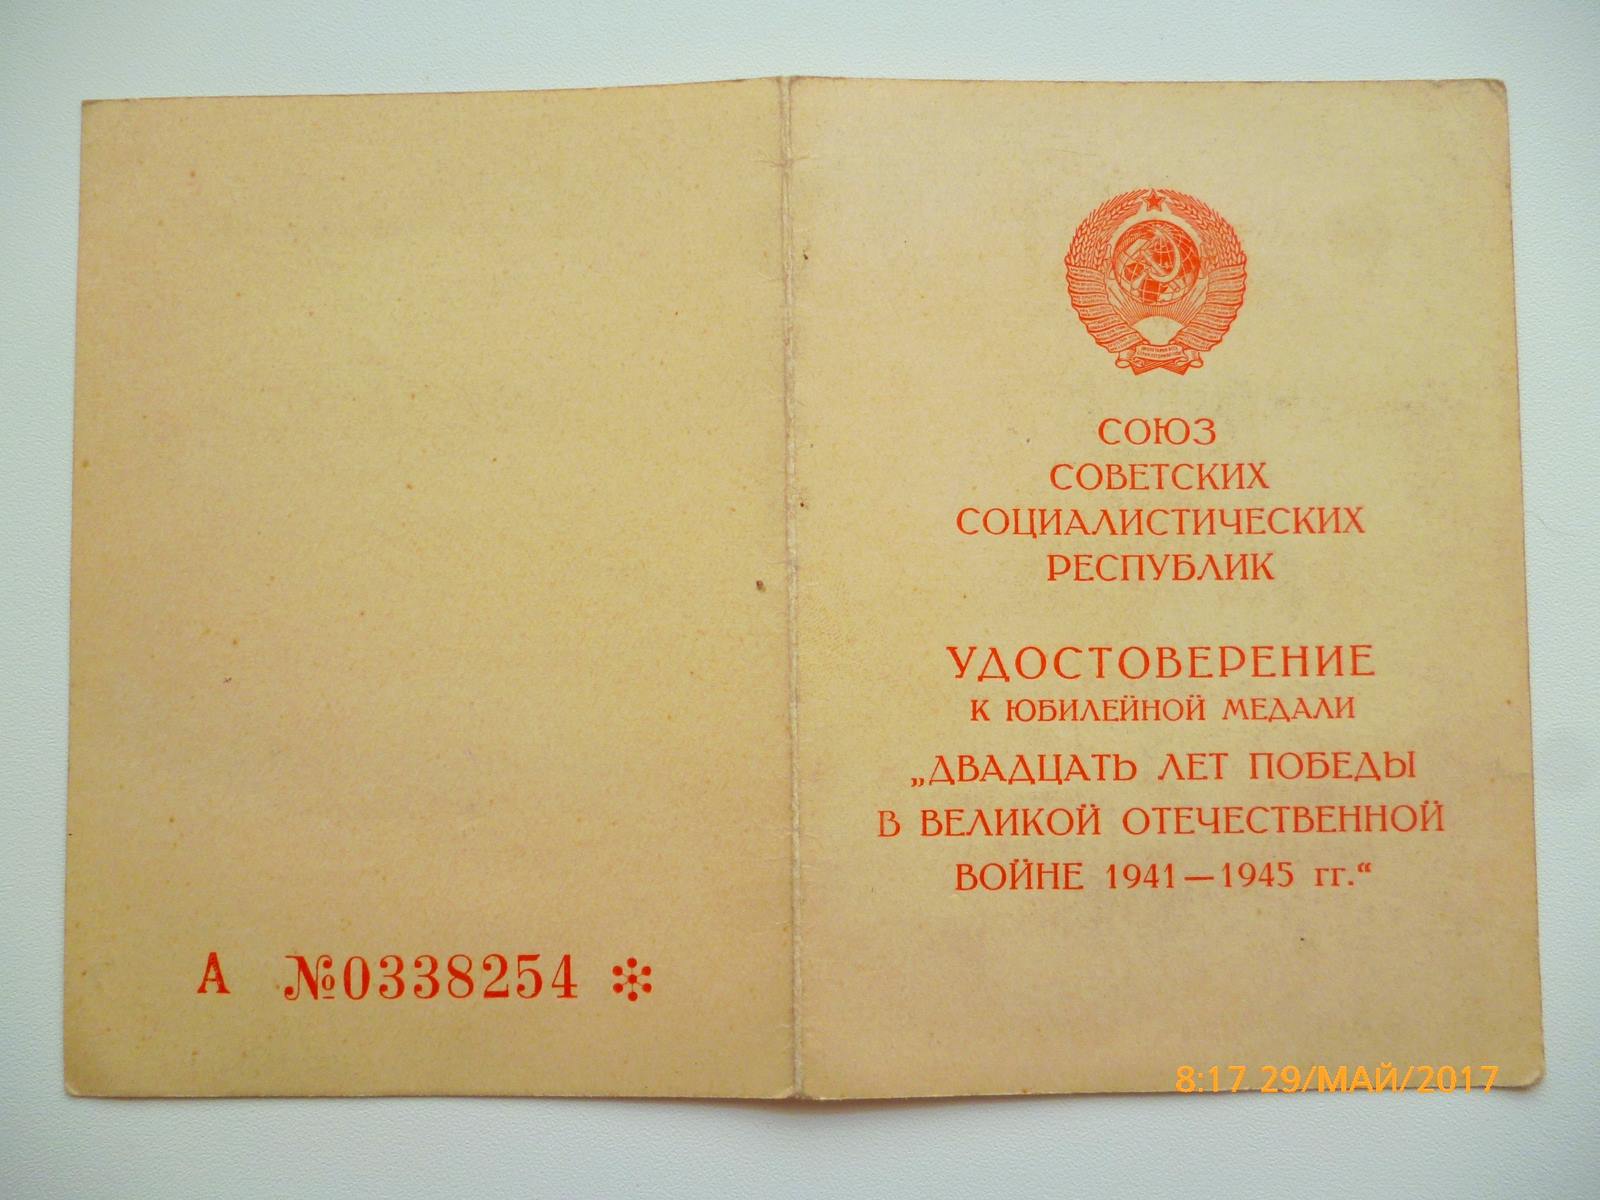 А №0338254
СОЮЗ
СОВЕТСКИХ
СОЦИАЛИСТИЧЕСКИХ
РЕСПУБЛИК
УДОСТОВЕРЕНИЕ
К ЮБИЛЕЙНОЙ МЕДАЛИ
„ДВАДЦАТЬ ЛЕТ ПОБЕДЫ
В ВЕЛИКОЙ ОТЕЧЕСТВЕННОЙ
ВОЙНЕ 1941—1945 гг.“
8:17 29/МАЙ/2017